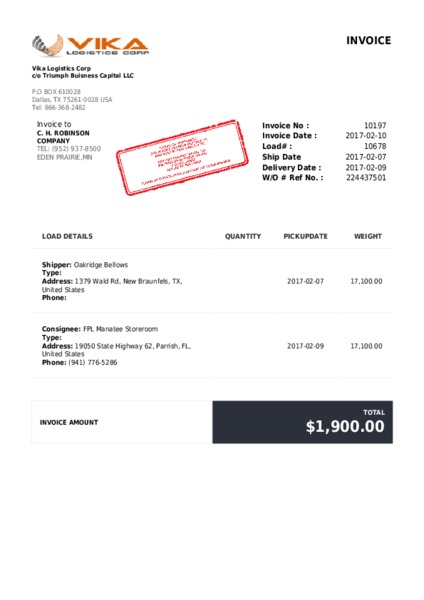 VIKA
LOGISTICS CORP
INVOICE
Vika Logistics Corp
c/o Triumph Buisness Capital LLC
P.O BOX 610028
Dallas, TX 75261-0028 USA
Tel: 866-368-2482
Invoice to
C. H. ROBINSON
COMPANY
TEL: (952) 937-8500
EDEN PRAIRIE,MN
Invoice No : 10197
Invoice Date : 2017-02-10
Load# : 10678
Ship Date 2017-02-07
Delivery Date : 2017-02-09
W/O # Ref No. : 224437501
LOAD DETAILS QUANTITY PICKUPDATE WEIGHT
Shipper: Oakridge Bellows
Type:
Address: 1379 Wald Rd, New Braunfels, TX,
United States
Phone:
2017-02-07 17,100.00
Consignee: FPL Manatee Storeroom
Type:
Address: 19050 State Highway 62, Parrish, FL,
United States
Phone: (941) 776-5286
2017-02-09 17,100.00
INVOICE AMOUNT
TOTAL
$1,900.00